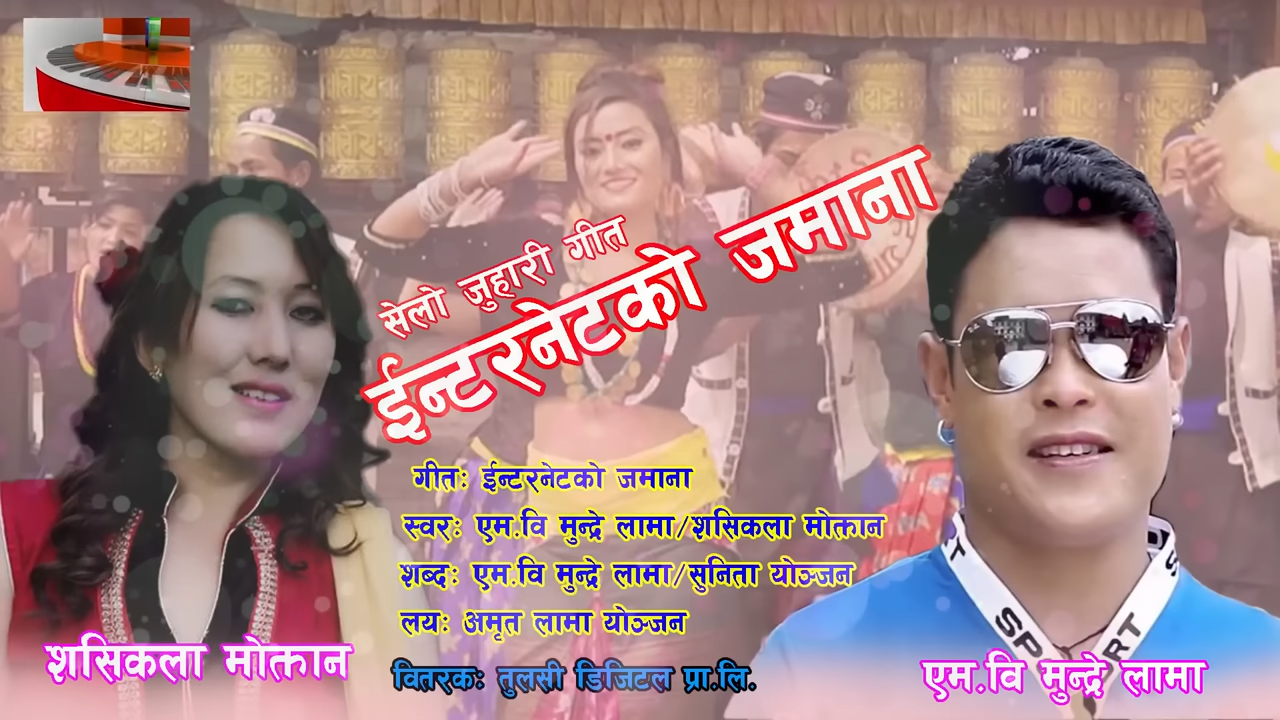 सेलो जुहारी गीत
ईन्टरनेटको जमाना
गीतः ईन्टरनेटको जमाना
स्वरः एम.वि मुन्द्रे लामा/शसिकला मोक्तान
शब्दः एम.वि मुन्द्रे लामा/सुनिता योञ्जन
लयः अमृत लामा योञ्जन
वितरकः तुलसी डिजिटल प्रा.लि.
शसिकला मोक्तान
एम.वि मुन्द्रे लामा
SPORT